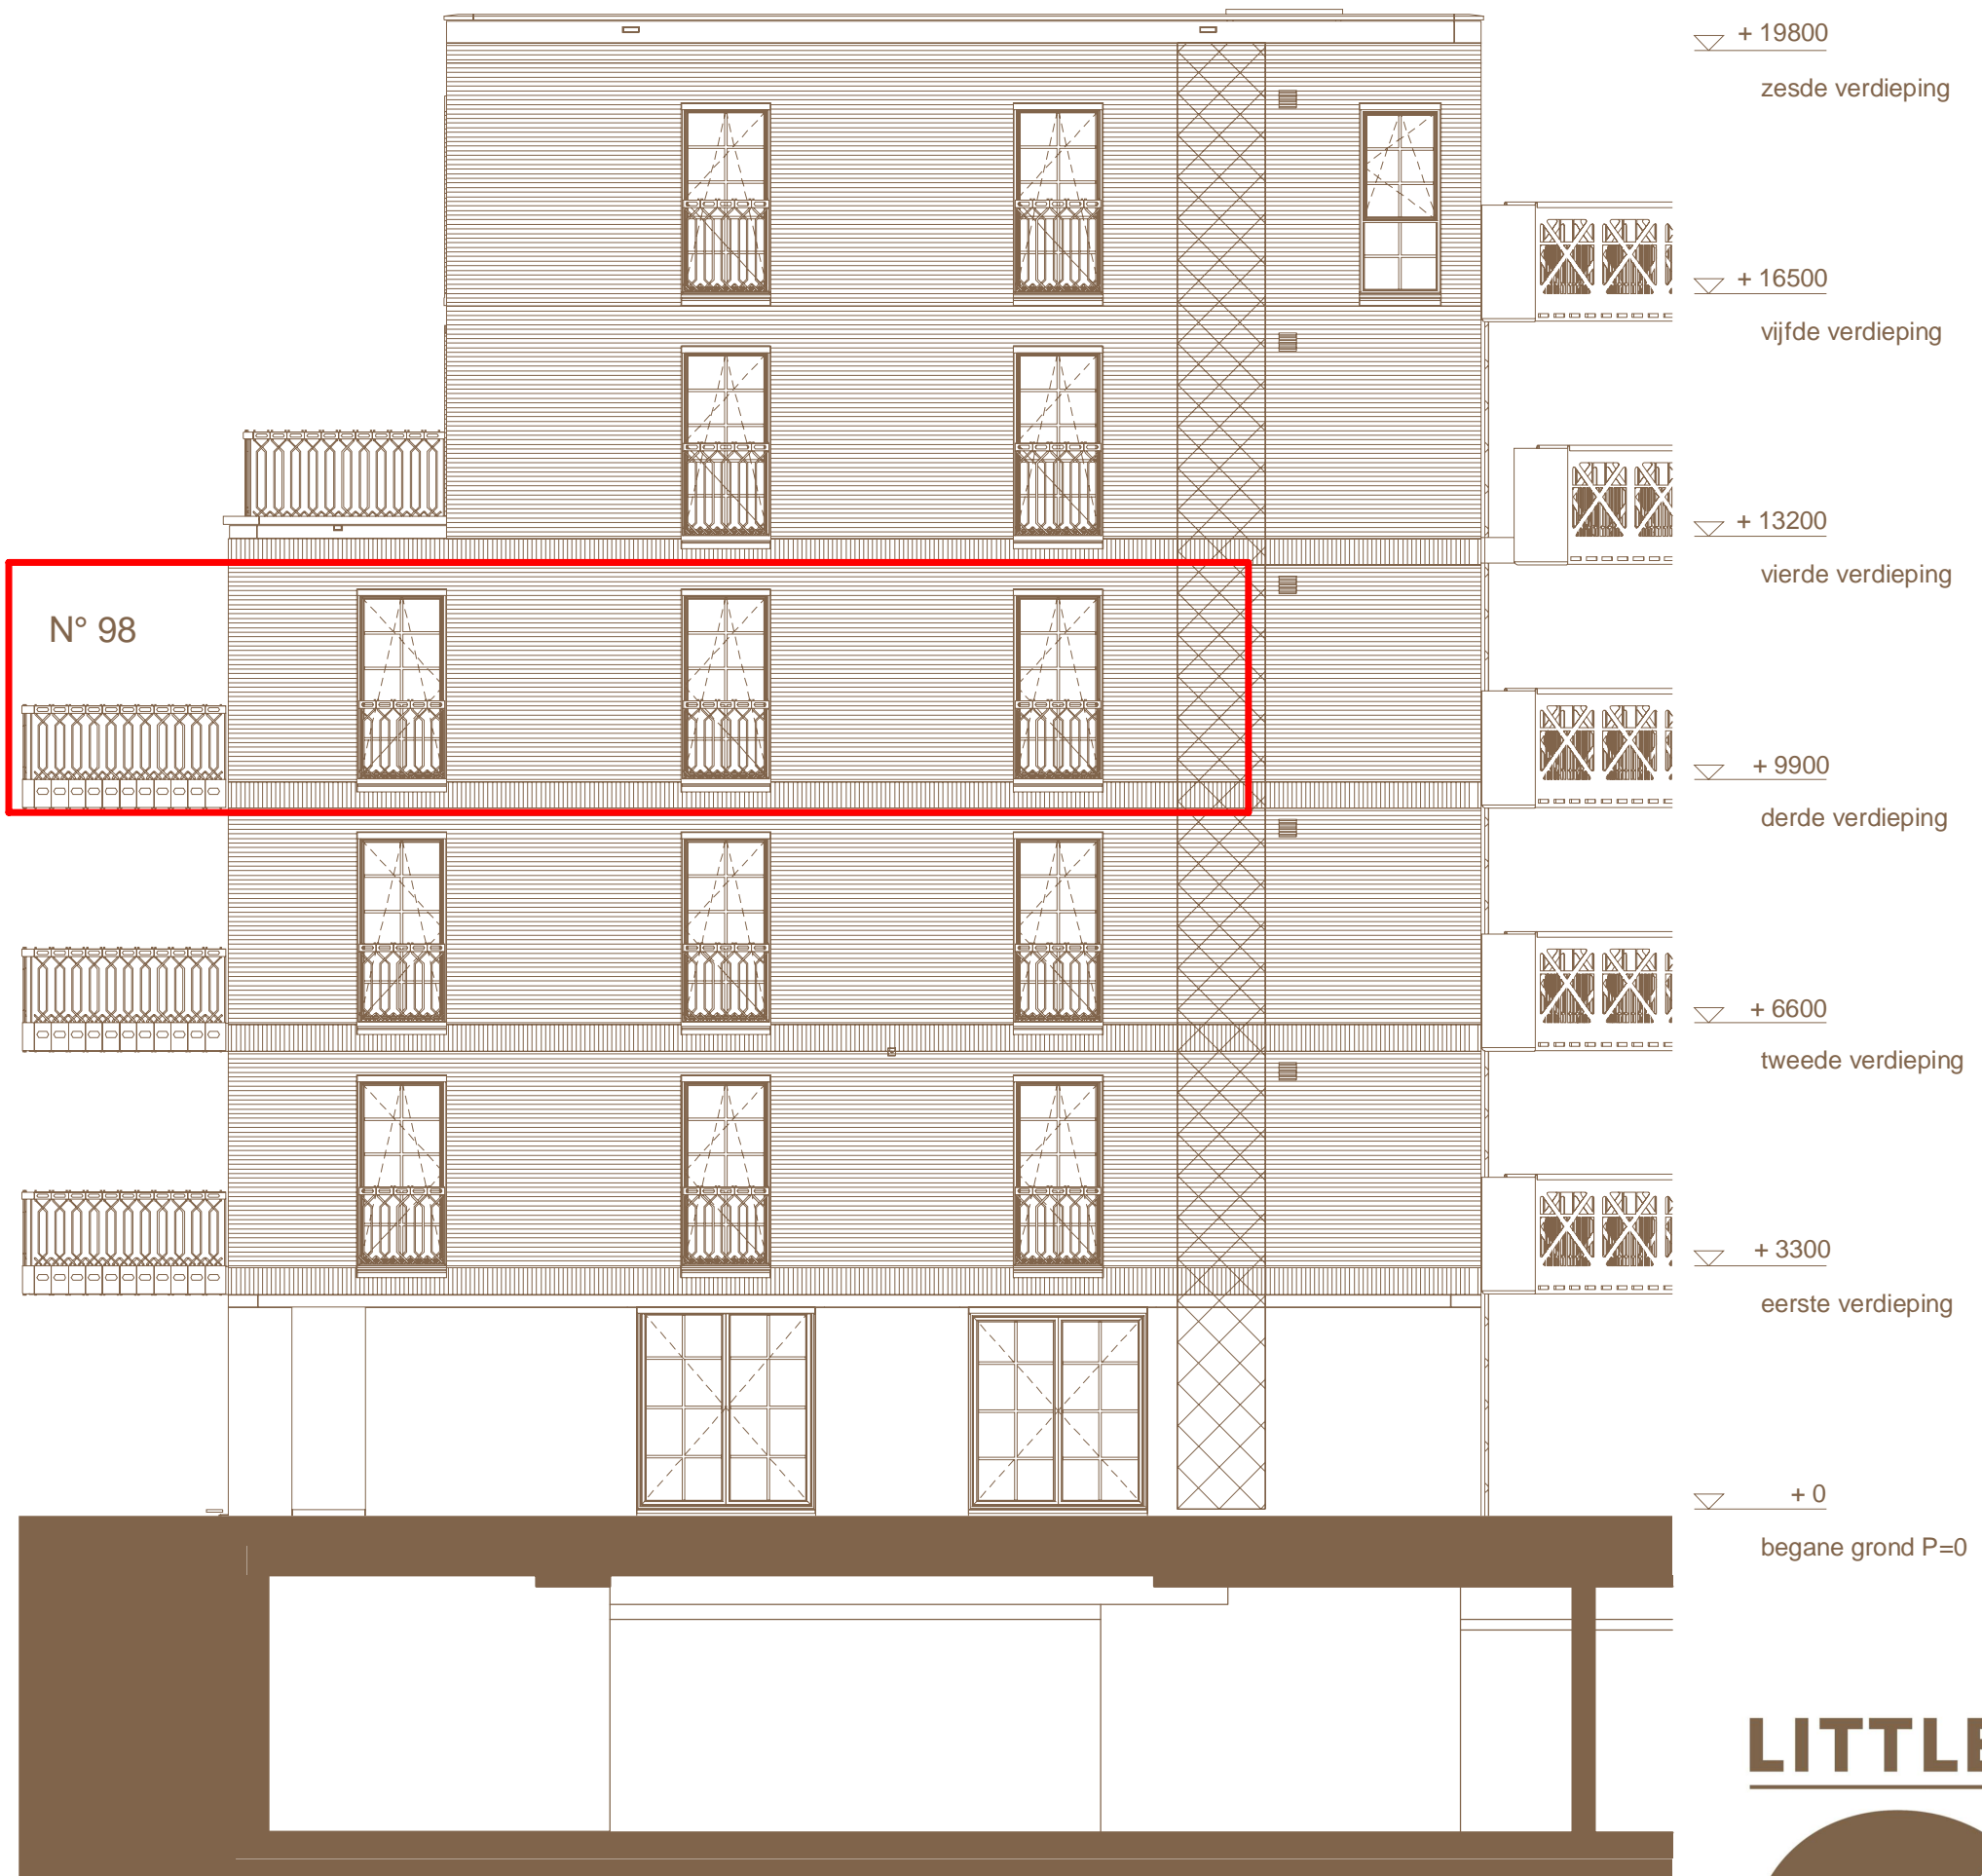 + 19800
zesde verdieping
+ 16500
vijfde verdieping
+ 13200
vierde verdieping
N° 98
+ 9900
derde verdieping
+ 6600
tweede verdieping
+ 3300
eerste verdieping
+ 0
begane grond P=0
LITTLE